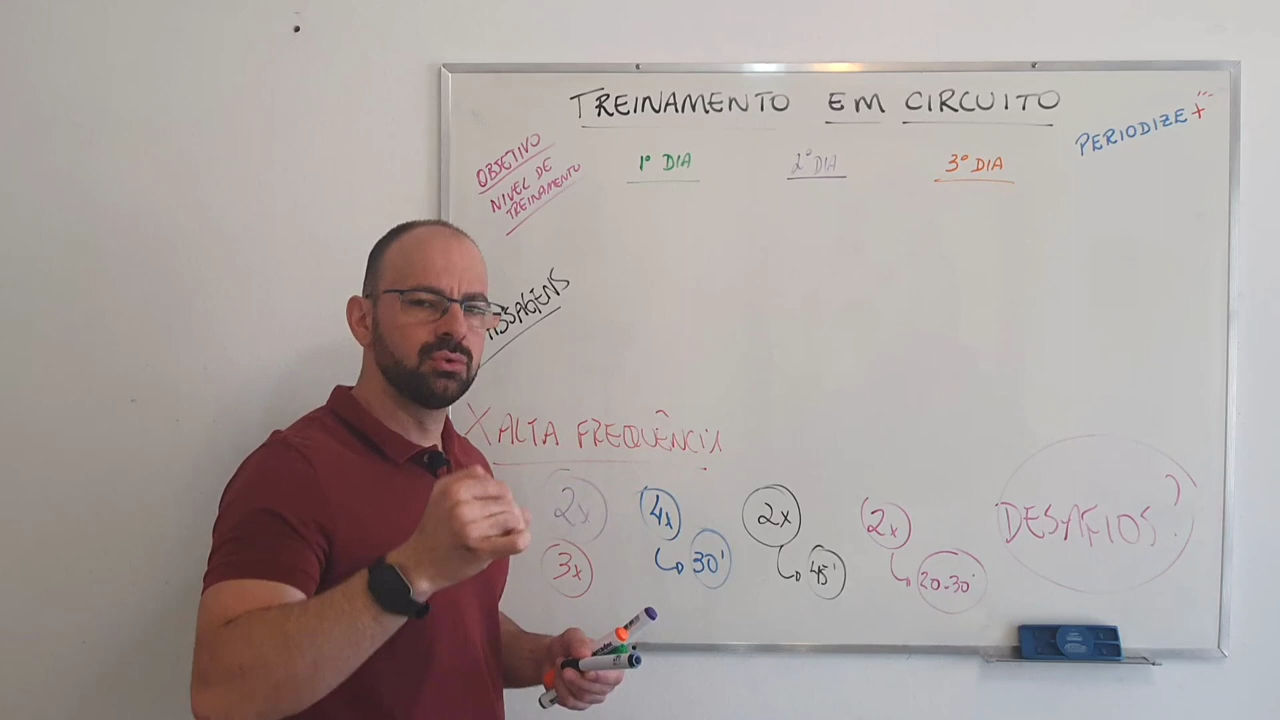 TREINAMENTO EM CIRCUITO
PERIODIZE+
OBJETIVO
NIVEL DE
TREINAMENTO
1º DIA
2º DIA
3º DIA
X ALTA FREQUÊNCIA
2x
3x
4x
30'
2x
45'
2x
20-30'
DESAFIOS?